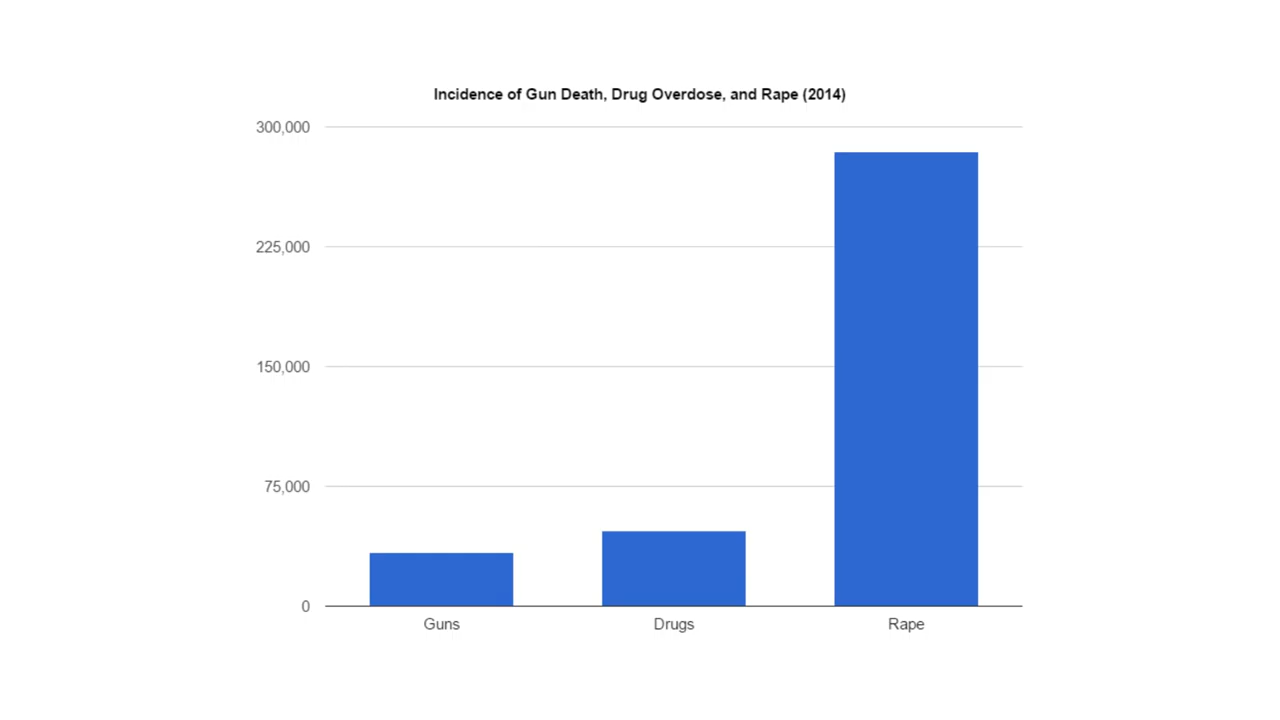 Incidence of Gun Death, Drug Overdose, and Rape (2014)
300,000
225,000
150,000
75,000
0
Guns Drugs Rape